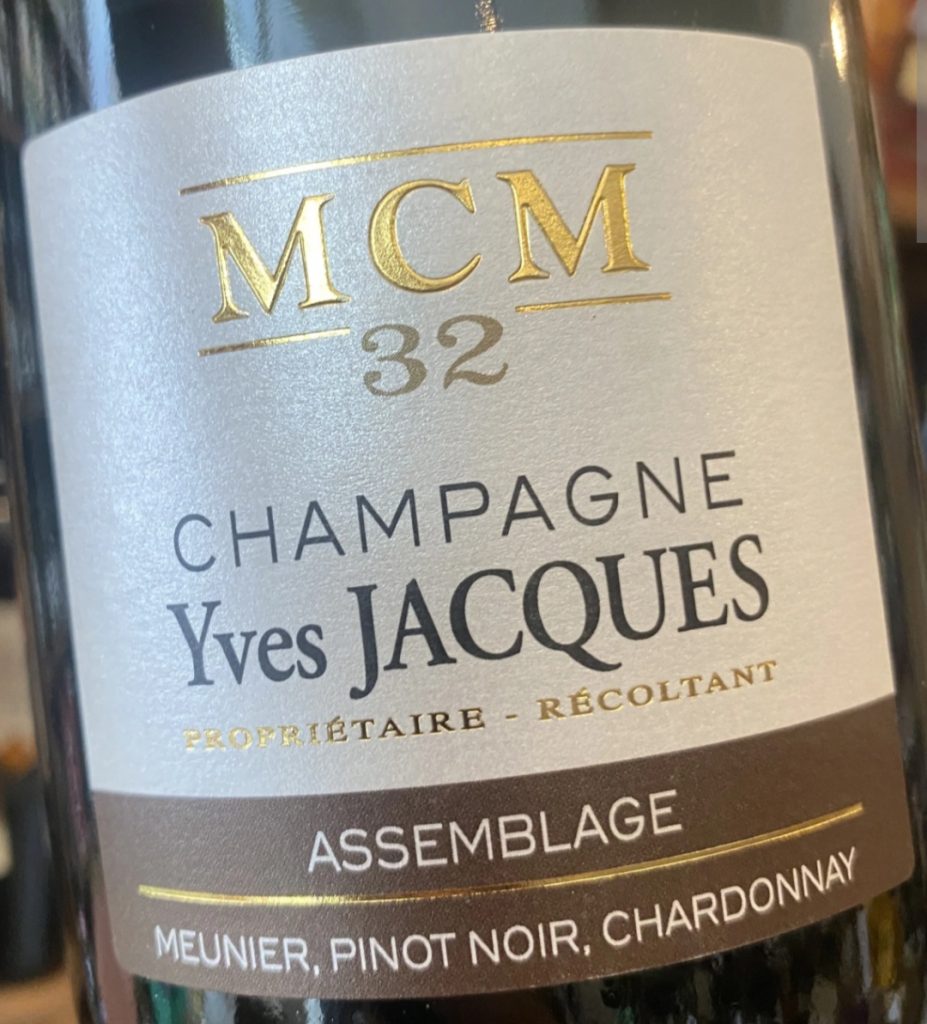 MCM
32
CHAMPAGNE
Yves JACQUES
PROPRIÉTAIRE - RÉCOLTANT
ASSEMBLAGE
MEUNIER, PINOT NOIR, CHARDONNAY